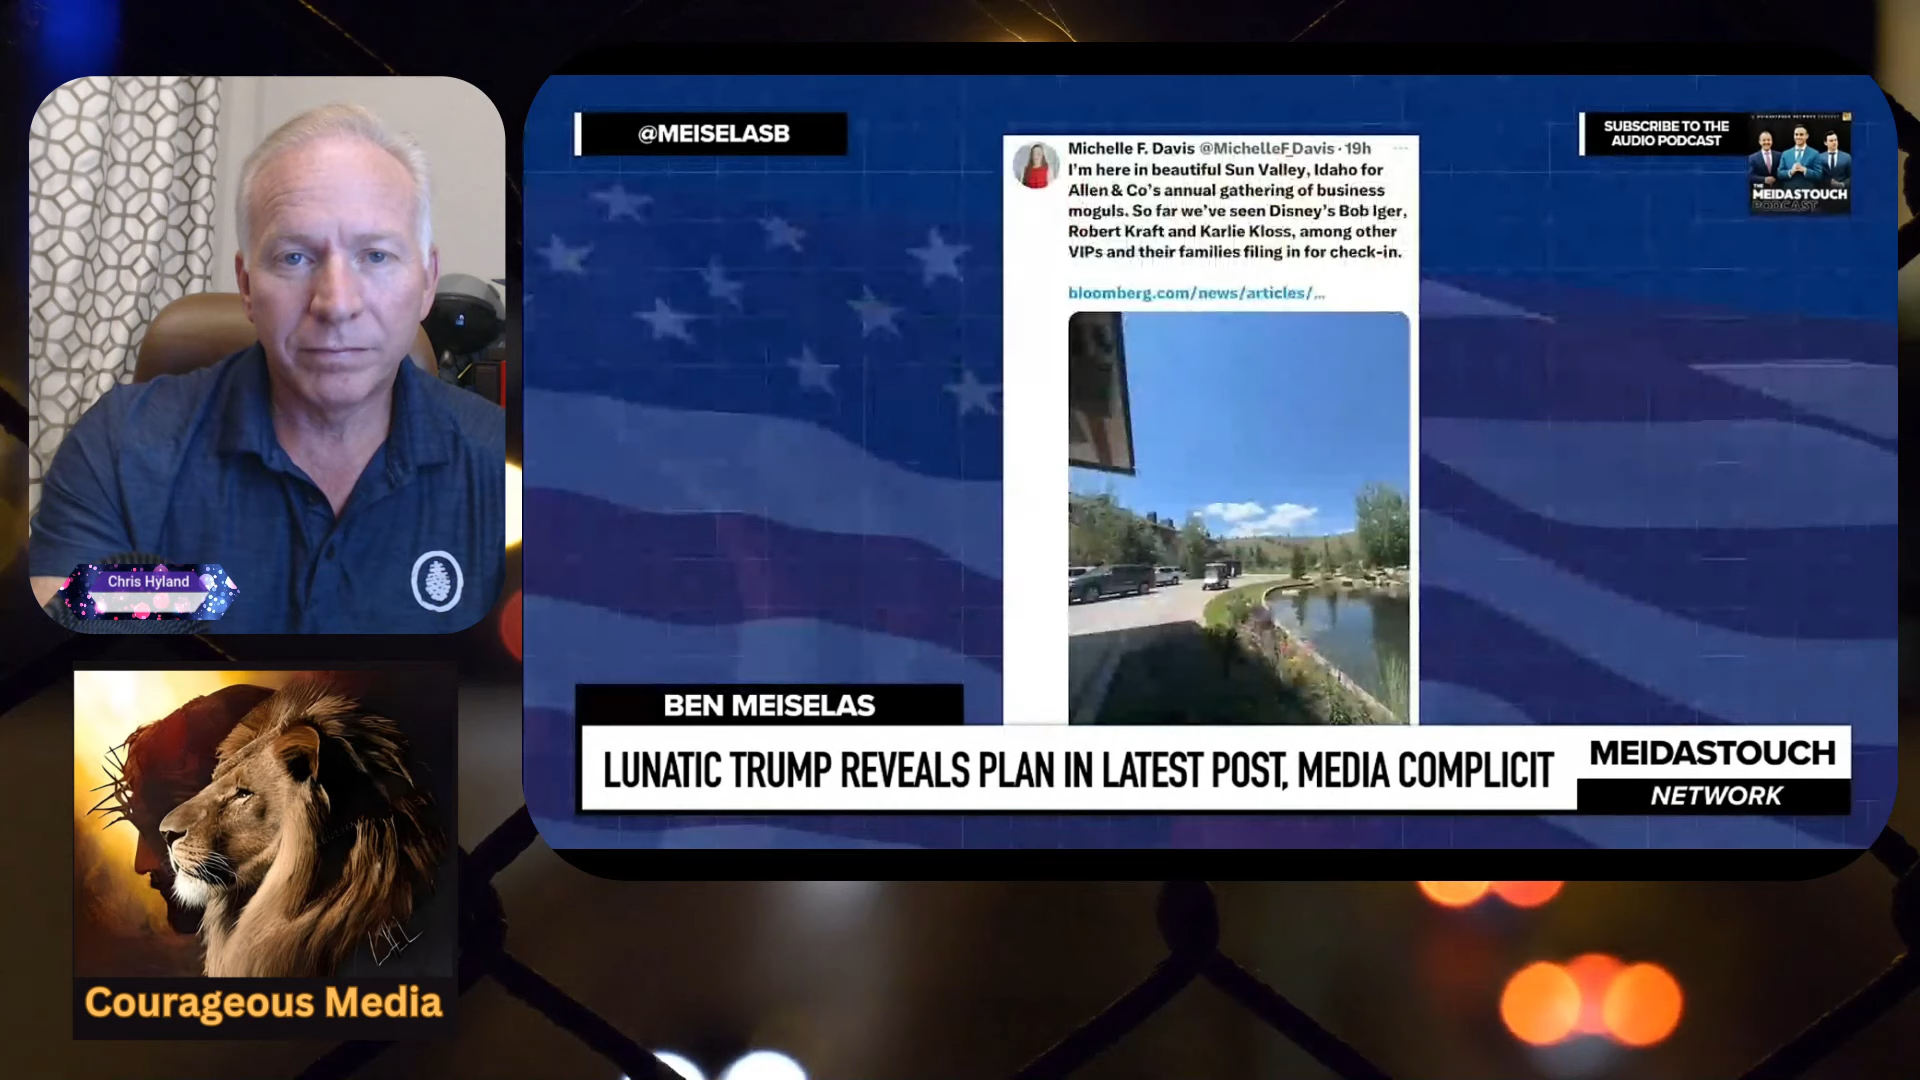 @MEISELASB
Michelle F. Davis @MichelleF_Davis · 19h
I'm here in beautiful Sun Valley, Idaho for
Allen & Co's annual gathering of business
moguls. So far we've seen Disney's Bob Iger,
Robert Kraft and Karlie Kloss, among other
VIPs and their families filing in for check-in.
bloomberg.com/news/articles/...
SUBSCRIBE TO THE
AUDIO PODCAST
THE
MEIDASTOUCH
PODCAST
Chris Hyland
BEN MEISELAS
LUNATIC TRUMP REVEALS PLAN IN LATEST POST, MEDIA COMPLICIT
MEIDASTOUCH
NETWORK
Courageous Media